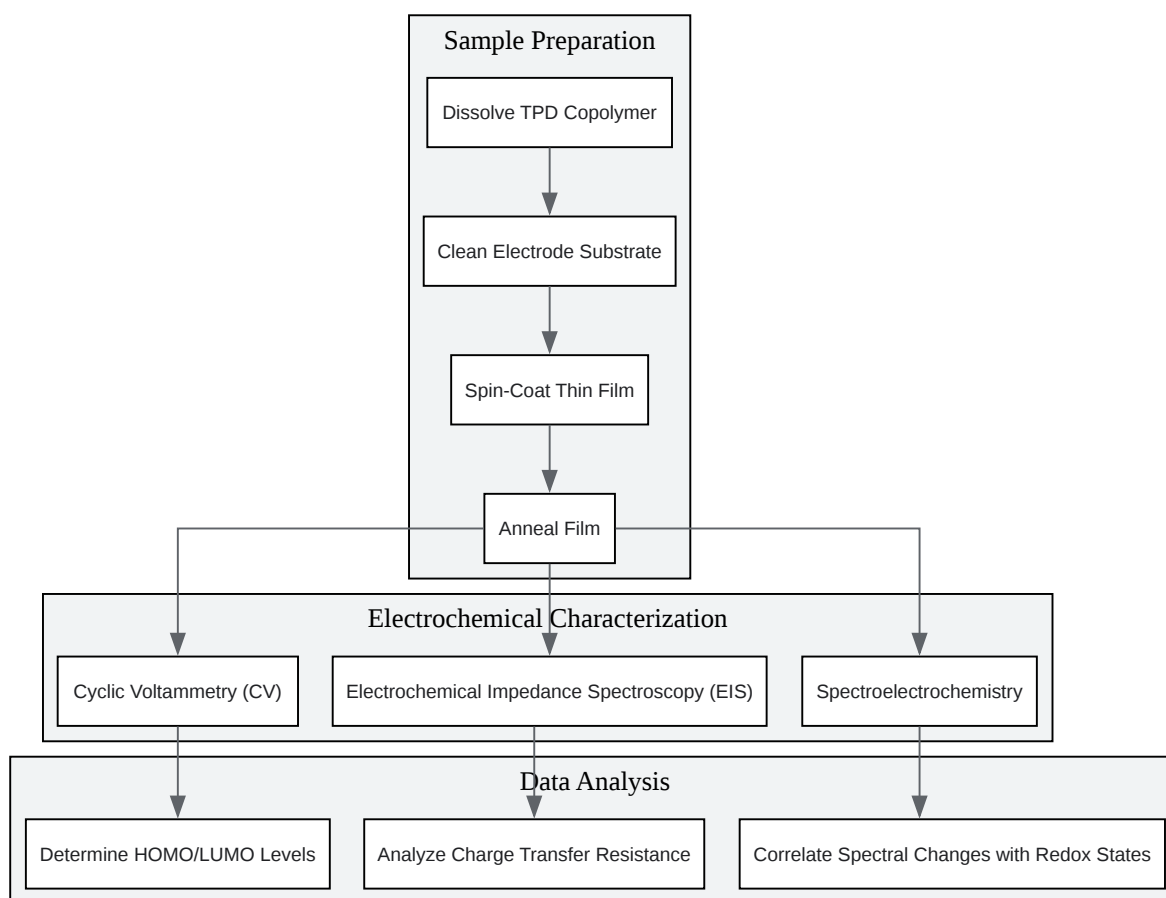 Sample Preparation
Dissolve TPD Copolymer
Clean Electrode Substrate
Spin-Coat Thin Film
Anneal Film
Electrochemical Characterization
Cyclic Voltammetry (CV)
Electrochemical Impedance Spectroscopy (EIS)
Spectroelectrochemistry
Data Analysis
Determine HOMO/LUMO Levels
Analyze Charge Transfer Resistance
Correlate Spectral Changes with Redox States